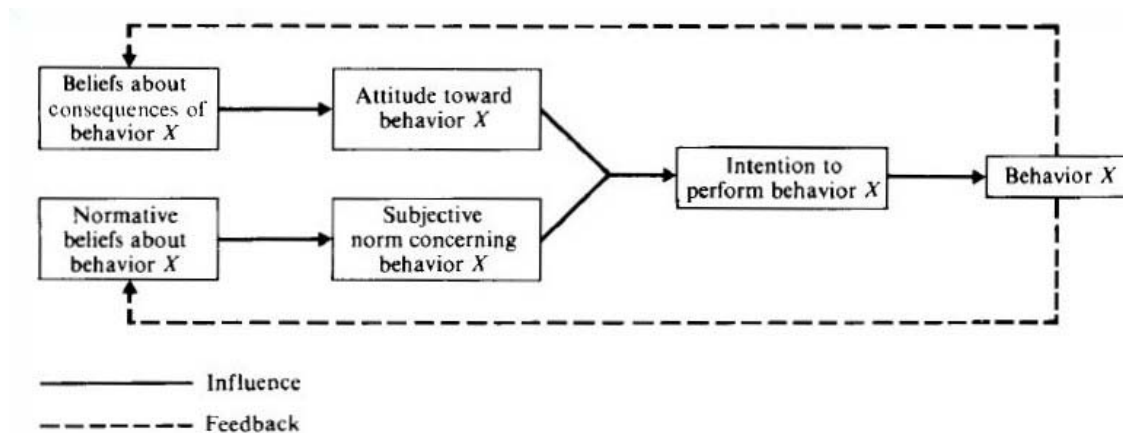 Beliefs about
consequences of
behavior X
Attitude toward
behavior X
Intention to
perform behavior X
Behavior X
Normative
beliefs about
behavior X
Subjective
norm concerning
behavior X
Influence
Feedback